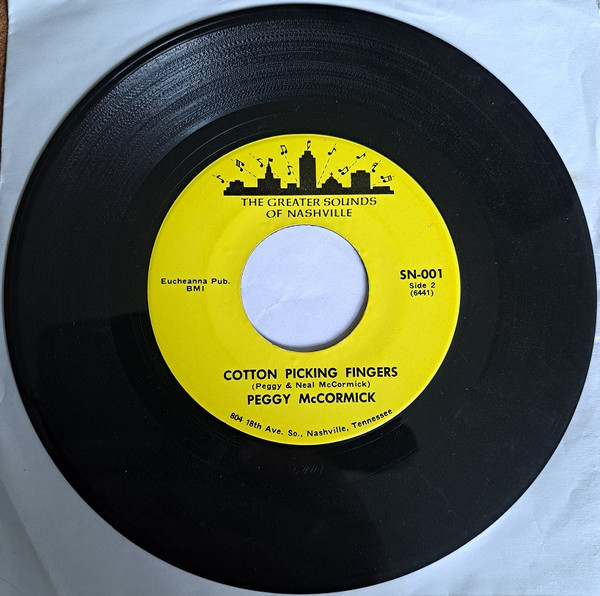 THE GREATER SOUNDS
OF NASHVILLE
Eucheanna Pub.
BMI
SN-001
Side 2
(6441)
COTTON PICKING FINGERS
(Peggy & Neal McCormick)
PEGGY McCORMICK
804 18th Ave. So., Nashville, Tennessee